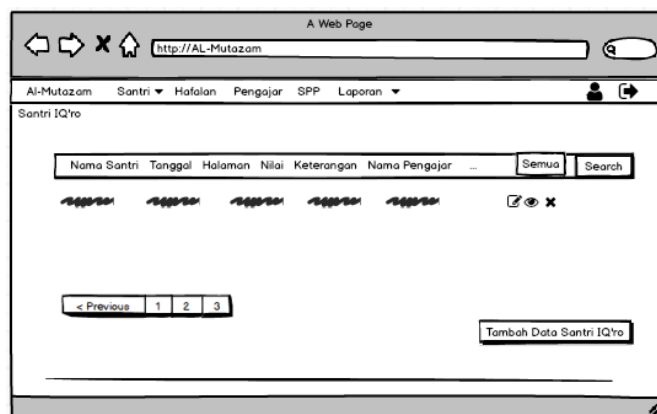 A Web Page
http://AL-Mutazam
Al-Mutazam Santri Hafalan Pengajar SPP Laporan
Santri IQ'ro
Nama Santri Tanggal Halaman Nilai Keterangan Nama Pengajar ... Semua Search
< Previous 1 2 3
Tambah Data Santri IQ'ro